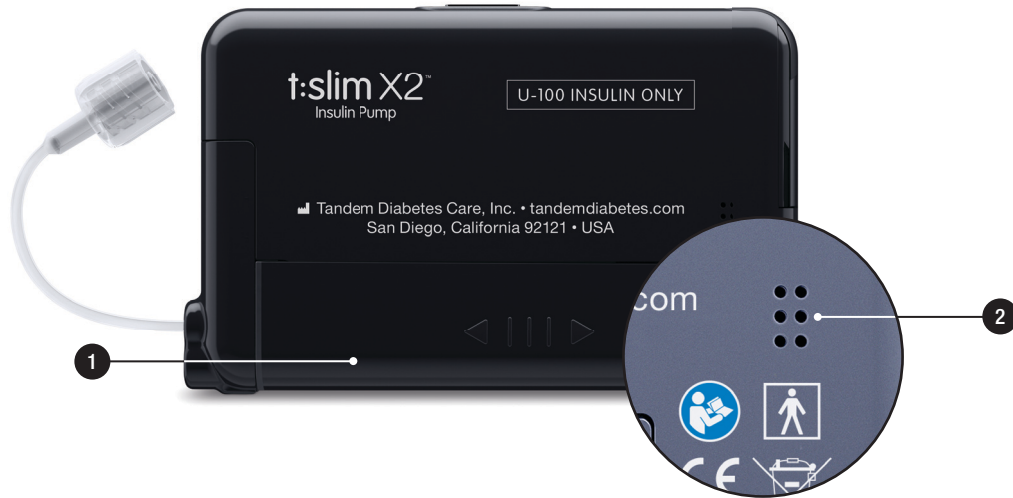 t:slim X2™
Insulin Pump
U-100 INSULIN ONLY
Tandem Diabetes Care, Inc. • tandemdiabetes.com
San Diego, California 92121 • USA
.com
1
2
CE